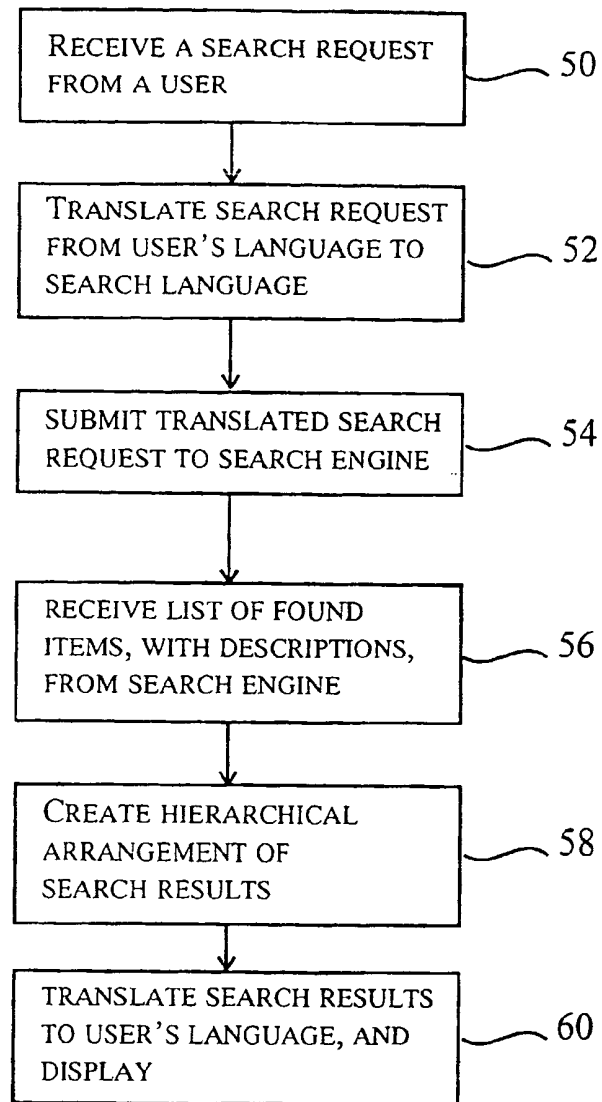 RECEIVE A SEARCH REQUEST
FROM A USER
50
TRANSLATE SEARCH REQUEST
FROM USER'S LANGUAGE TO
SEARCH LANGUAGE
52
SUBMIT TRANSLATED SEARCH
REQUEST TO SEARCH ENGINE
54
RECEIVE LIST OF FOUND
ITEMS, WITH DESCRIPTIONS,
FROM SEARCH ENGINE
56
CREATE HIERARCHICAL
ARRANGEMENT OF
SEARCH RESULTS
58
TRANSLATE SEARCH RESULTS
TO USER'S LANGUAGE, AND
DISPLAY
60